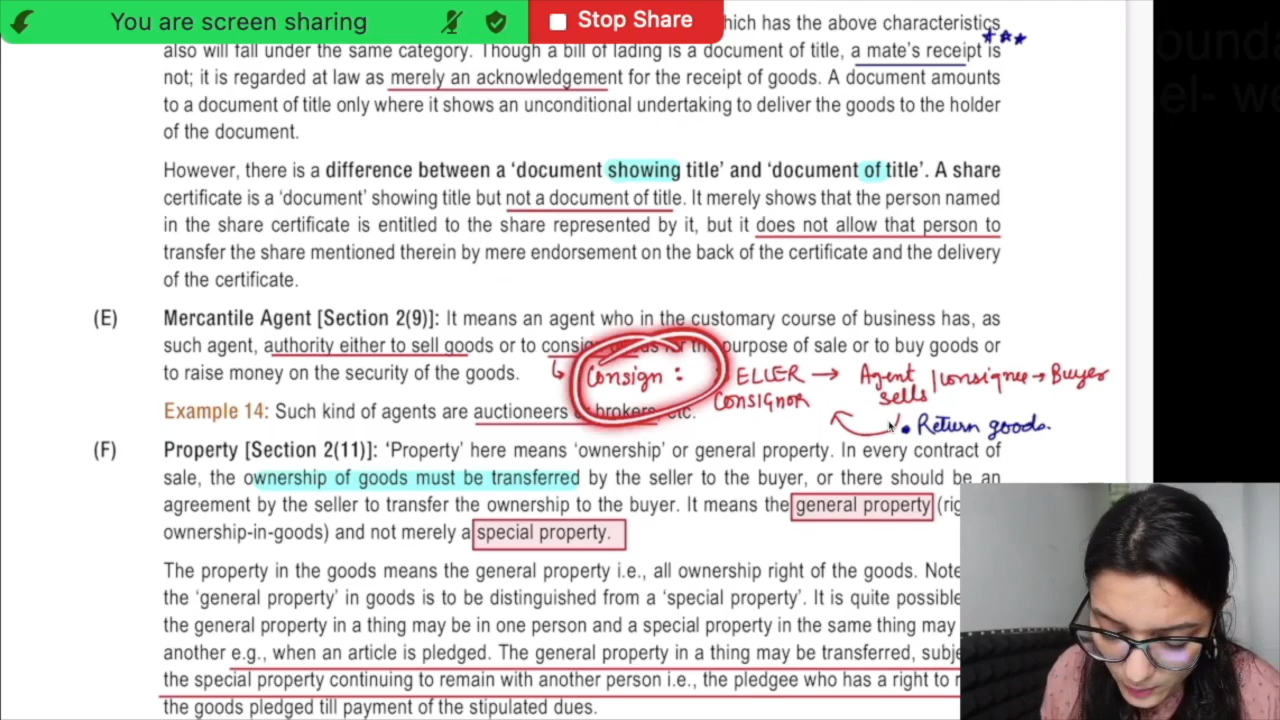 You are screen sharing
Stop Share
hich has the above characteristics
also will fall under the same category. Though a bill of lading is a document of title, a mate's receipt is
not; it is regarded at law as merely an acknowledgement for the receipt of goods. A document amounts
to a document of title only where it shows an unconditional undertaking to deliver the goods to the holder
of the document.
However, there is a difference between a 'document showing title' and 'document of title'. A share
certificate is a 'document' showing title but not a document of title. It merely shows that the person named
in the share certificate is entitled to the share represented by it, but it does not allow that person to
transfer the share mentioned therein by mere endorsement on the back of the certificate and the delivery
of the certificate.
(E) Mercantile Agent [Section 2(9)]: It means an agent who in the customary course of business has, as
such agent, authority either to sell goods or to consign goods for the purpose of sale or to buy goods or
to raise money on the security of the goods.
Consign : ELLER → Agent | Consignee → Buyer
CONSIGNOR sells
Example 14: Such kind of agents are auctioneers or brokers, etc.
• Return goods.
(F) Property [Section 2(11)]: 'Property' here means 'ownership' or general property. In every contract of
sale, the ownership of goods must be transferred by the seller to the buyer, or there should be an
agreement by the seller to transfer the ownership to the buyer. It means the general property (rig
ownership-in-goods) and not merely a special property.
The property in the goods means the general property i.e., all ownership right of the goods. Note
the 'general property' in goods is to be distinguished from a 'special property'. It is quite possible
the general property in a thing may be in one person and a special property in the same thing may
another e.g., when an article is pledged. The general property in a thing may be transferred, subje
the special property continuing to remain with another person i.e., the pledgee who has a right to r
the goods pledged till payment of the stipulated dues.